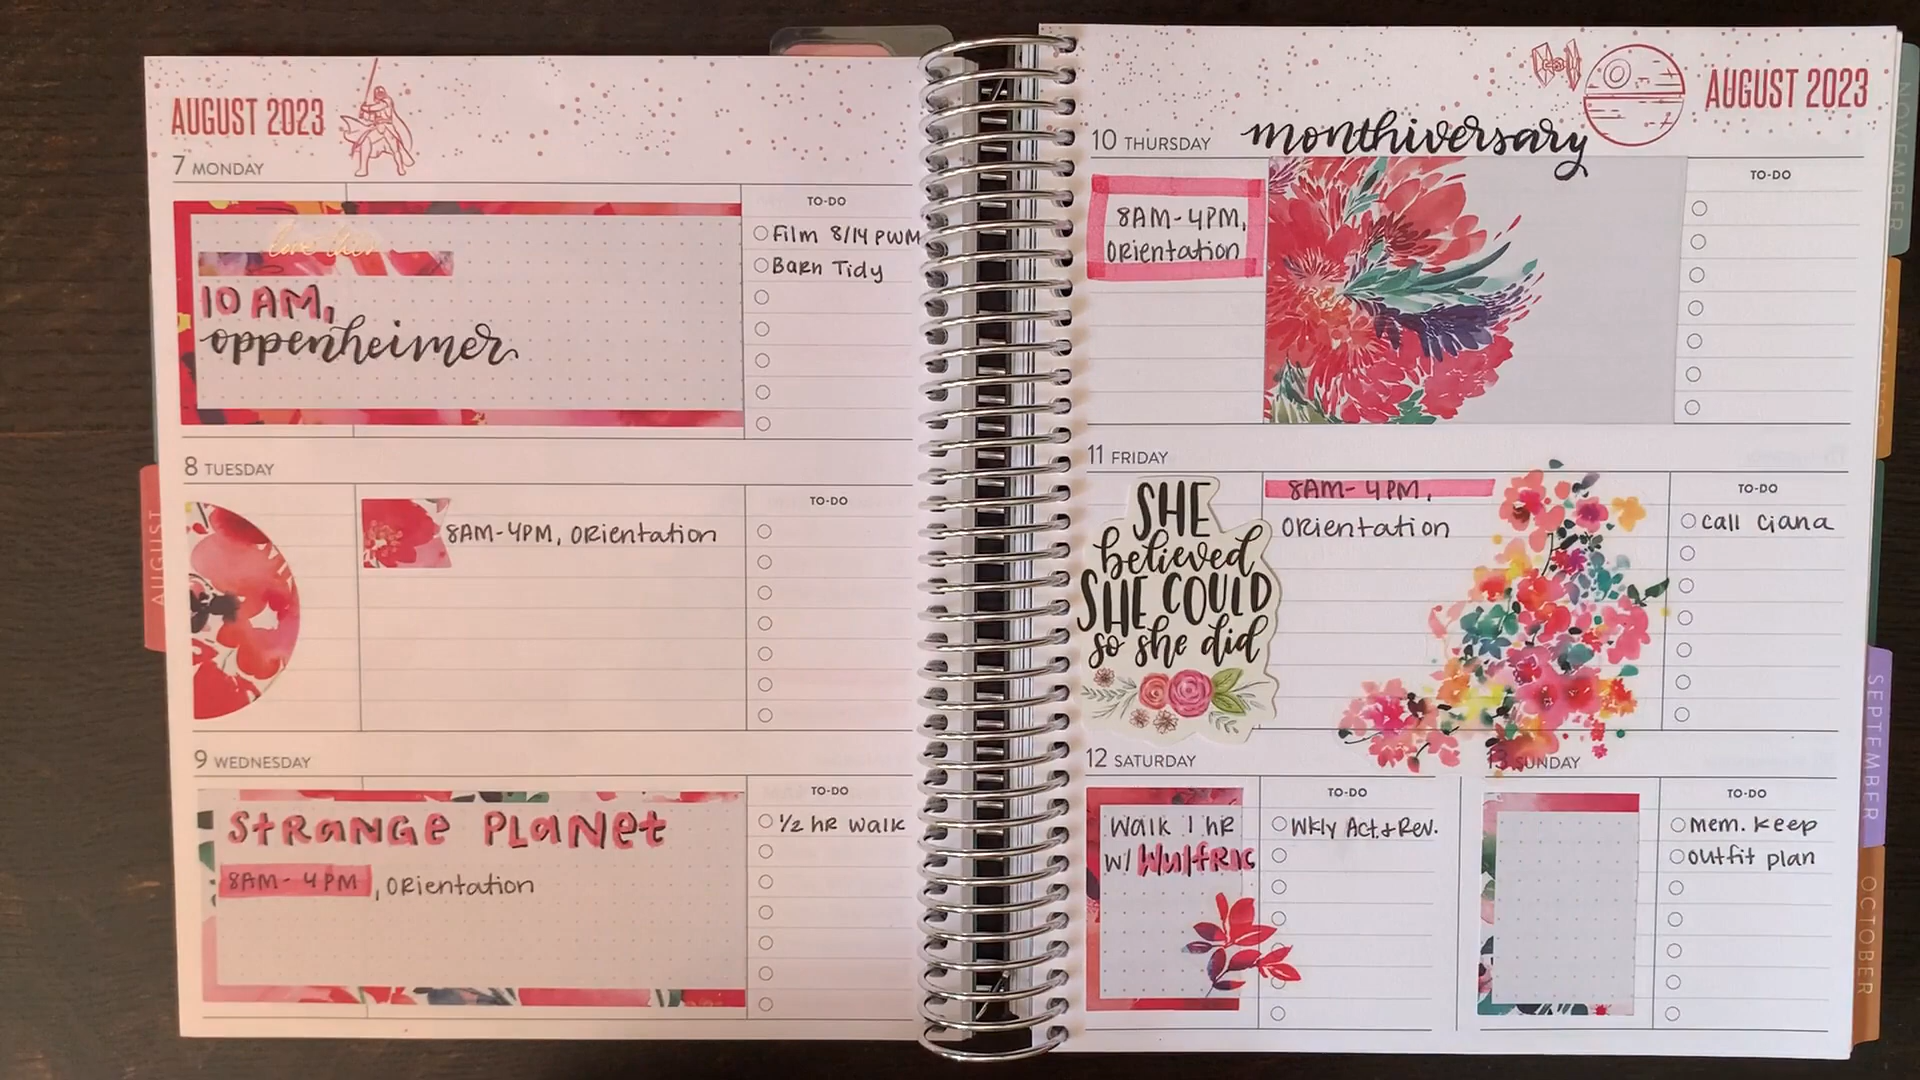 AUGUST 2023
7 MONDAY
love this
10 AM,
oppenheimer
TO-DO
Film 8/14 PWM
Barn Tidy
8 TUESDAY
8AM-4PM, Orientation
TO-DO
9 WEDNESDAY
STRANGE PLANET
8AM-4PM, Orientation
TO-DO
1/2 hR walk
AUGUST
AUGUST 2023
10 THURSDAY
monthiversary
8AM-4PM,
Orientation
TO-DO
11 FRIDAY
SHE
believed
SHE COULD
so she did
8AM-4PM,
Orientation
TO-DO
call Ciana
12 SATURDAY
Walk 1 hR
w/ Wulfric
TO-DO
Wkly Act.&Rev.
13 SUNDAY
TO-DO
Mem. Keep
outfit plan
NOVEMBER
SEPTEMBER
OCTOBER